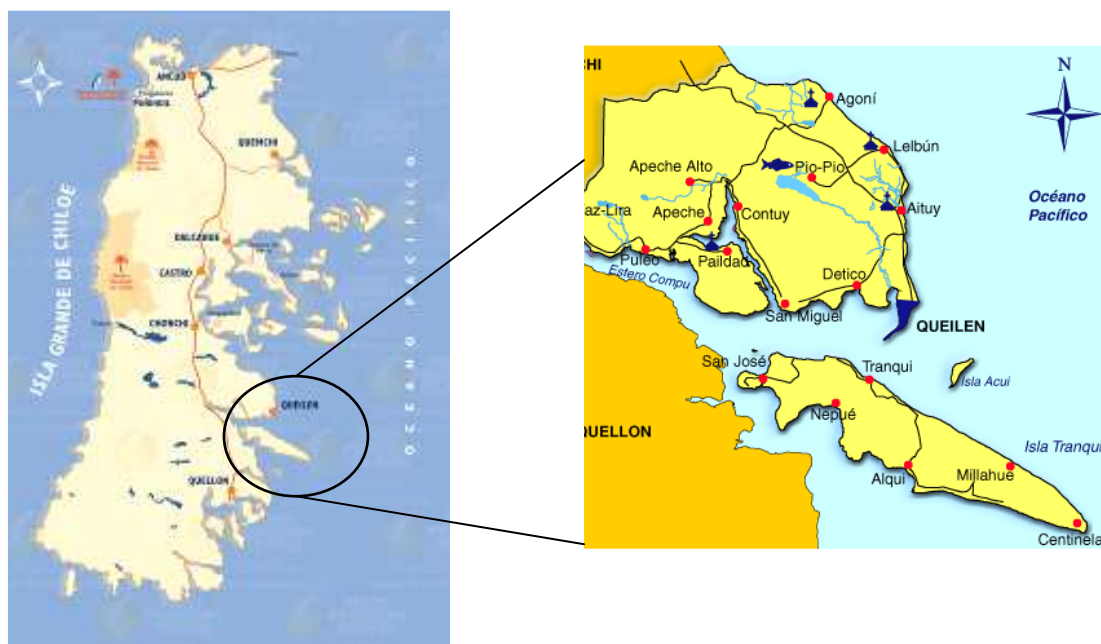 ANCUD
QUEMCHI
DALCAHUE
CASTRO
CHONCHI
QUEILEN
QUELLON
ISLA GRANDE DE CHILOE
OCEANO PACIFICO
CHI
N
Agoní
Lelbún
Océano
Pacífico
Apeche Alto
Pio-Pio
Aituy
az-Lira
Apeche
Contuy
Puleo
Paildad
Estero Compu
Detico
San Miguel
QUEILEN
San José
Tranqui
Isla Acui
Nepué
QUELLON
Isla Tranqui
Alqui
Millahue
Centinela